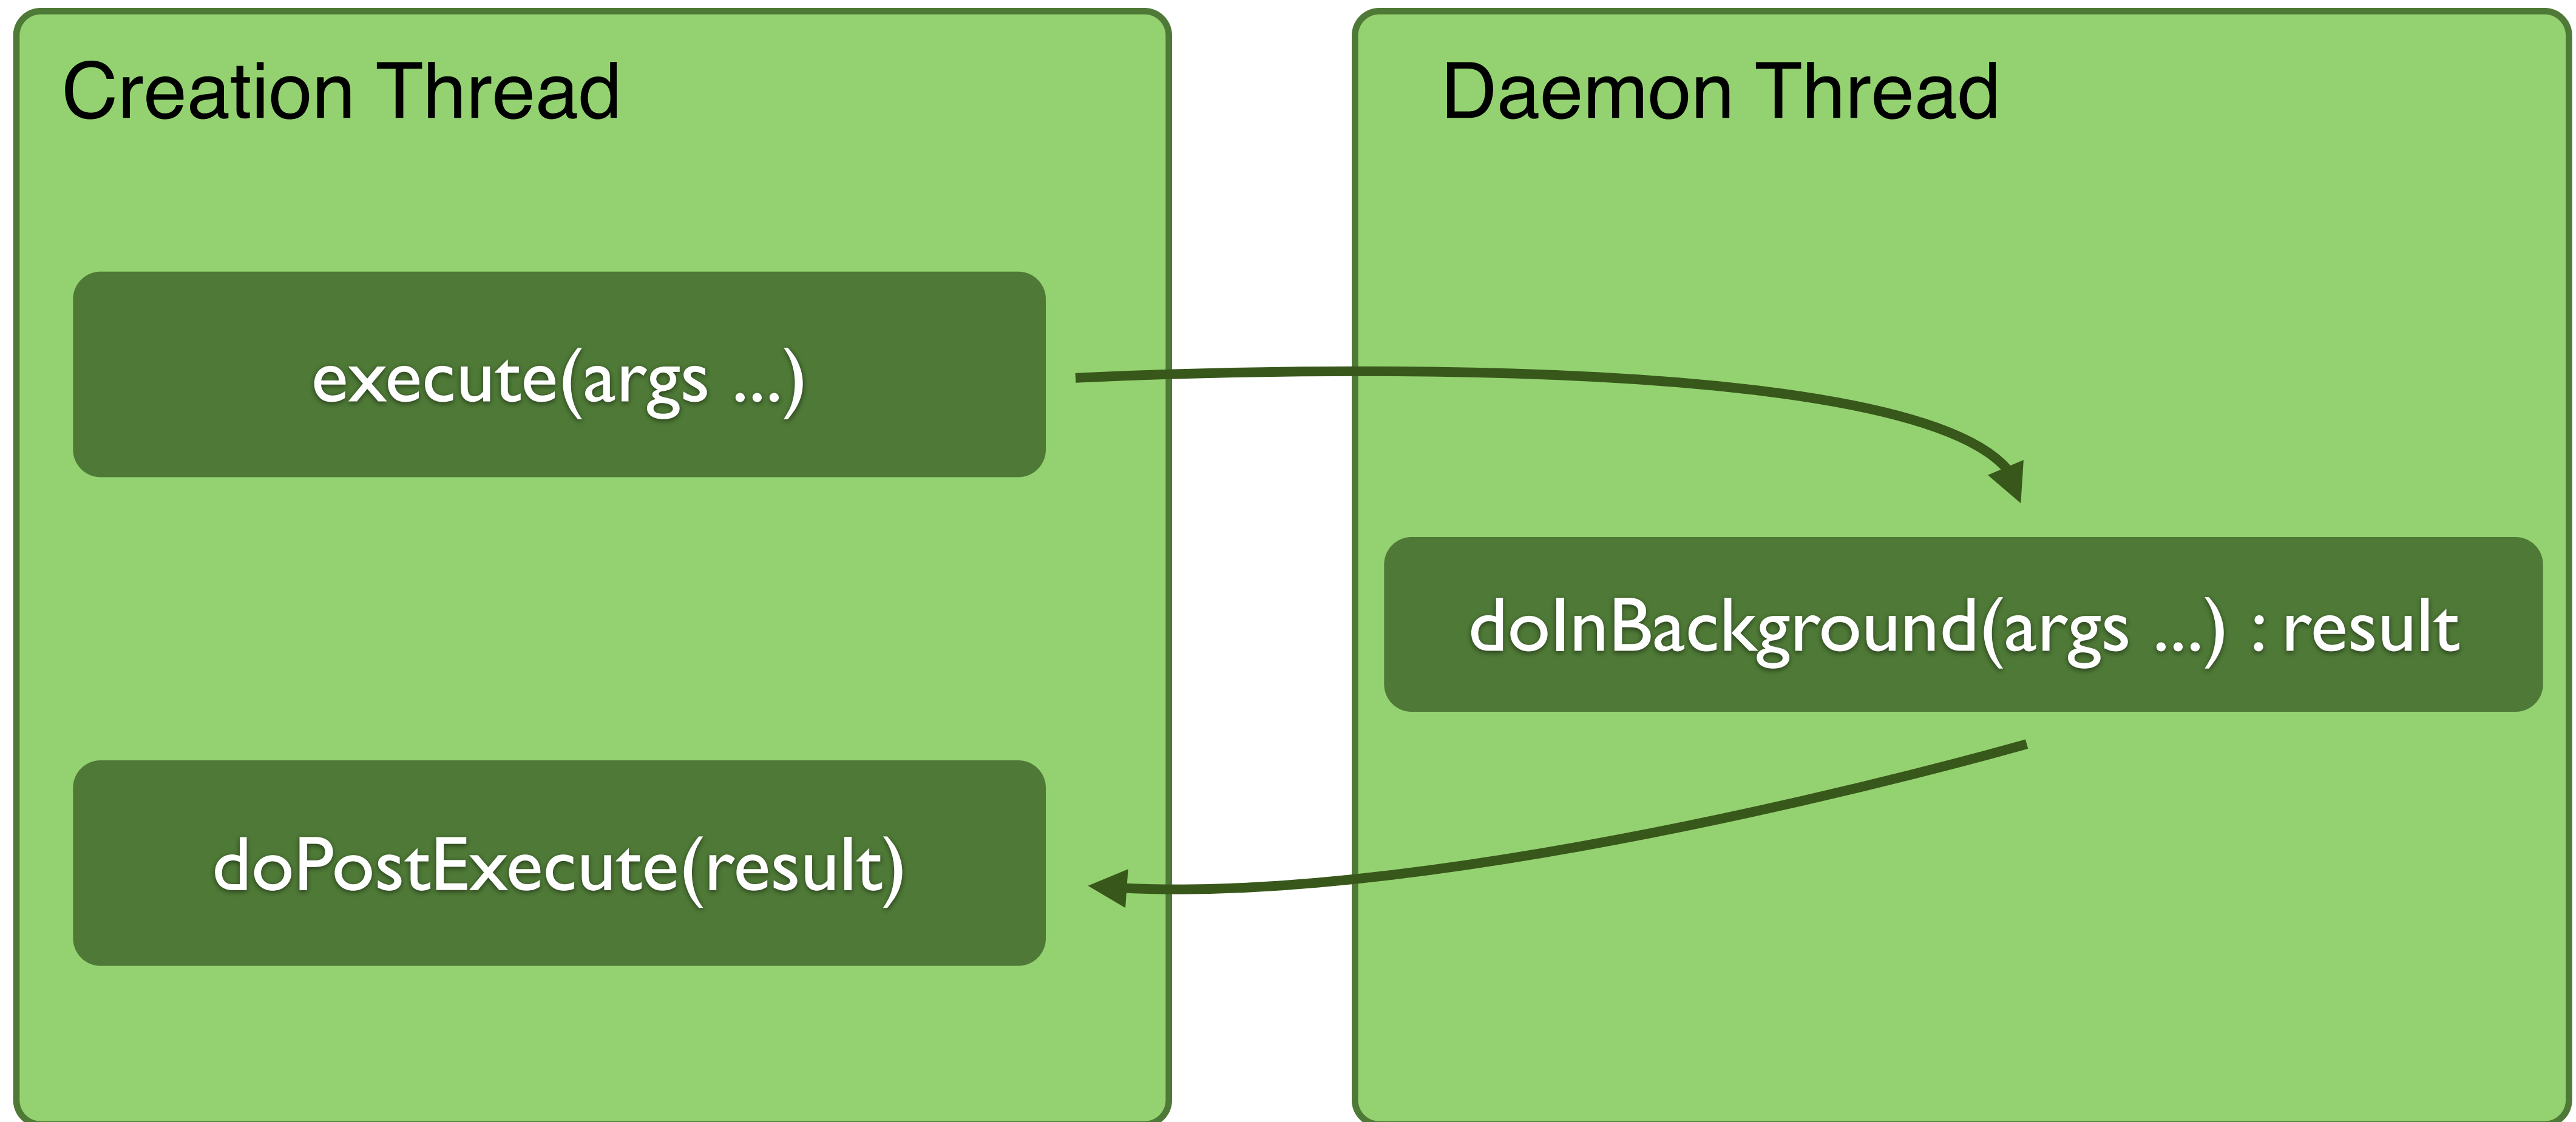 Creation Thread
Daemon Thread
execute(args ...)
doInBackground(args ...) : result
doPostExecute(result)